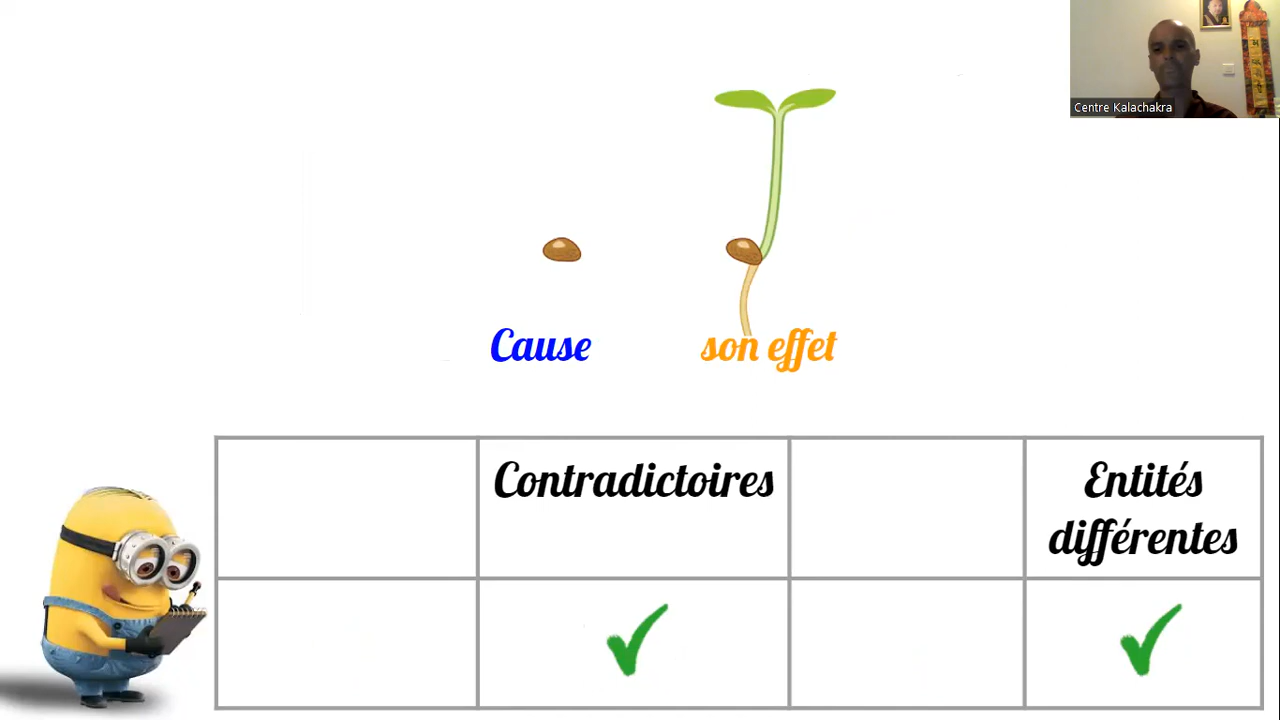 Centre Kalachakra
Cause
son effet
Contradictoires
Entités
différentes